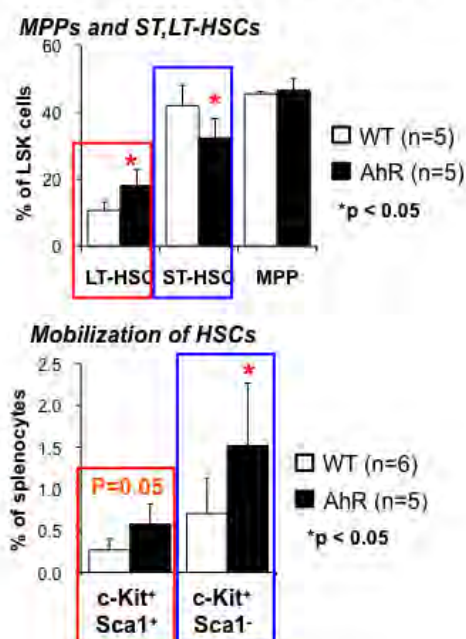 MPPs and ST,LT-HSCs
60
40
20
0
% of LSK cells
*
*
LT-HSC ST-HSC MPP
WT (n=5)
AhR (n=5)
*p < 0.05
Mobilization of HSCs
2.5
2.0
1.5
1.0
0.5
0.0
% of splenocytes
P=0.05
*
WT (n=6)
AhR (n=5)
*p < 0.05
c-Kit⁺ c-Kit⁺
Sca1⁺ Sca1⁻